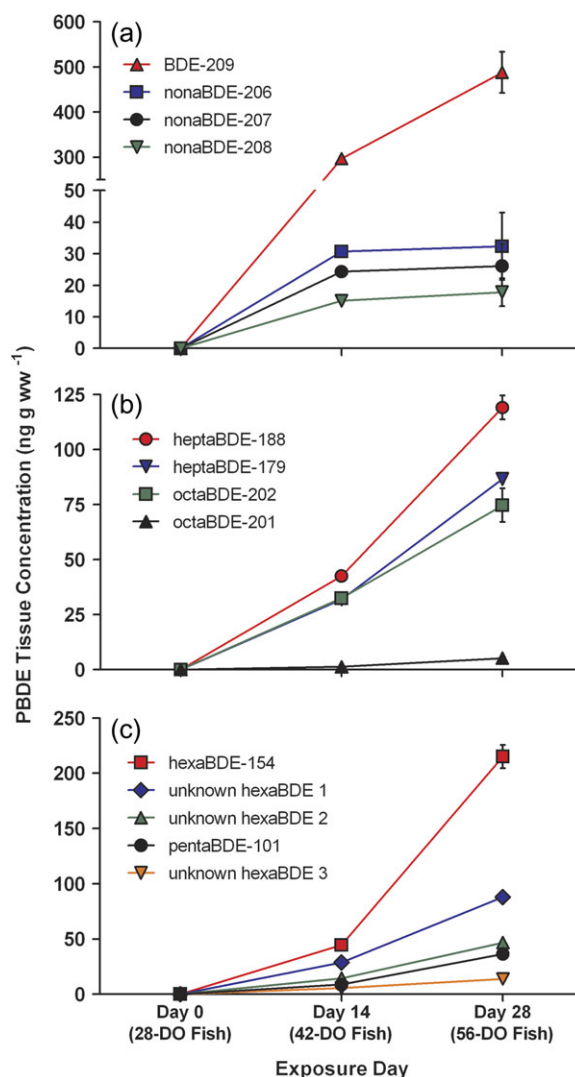 (a)
600
500
400
300
50
40
30
20
10
0
BDE-209
nonaBDE-206
nonaBDE-207
nonaBDE-208
PBDE Tissue Concentration (ng g ww -1)
(b)
125
100
75
50
25
0
heptaBDE-188
heptaBDE-179
octaBDE-202
octaBDE-201
(c)
250
200
150
100
50
0
hexaBDE-154
unknown hexaBDE 1
unknown hexaBDE 2
pentaBDE-101
unknown hexaBDE 3
Day 0 Day 14 Day 28
(28-DO Fish) (42-DO Fish) (56-DO Fish)
Exposure Day